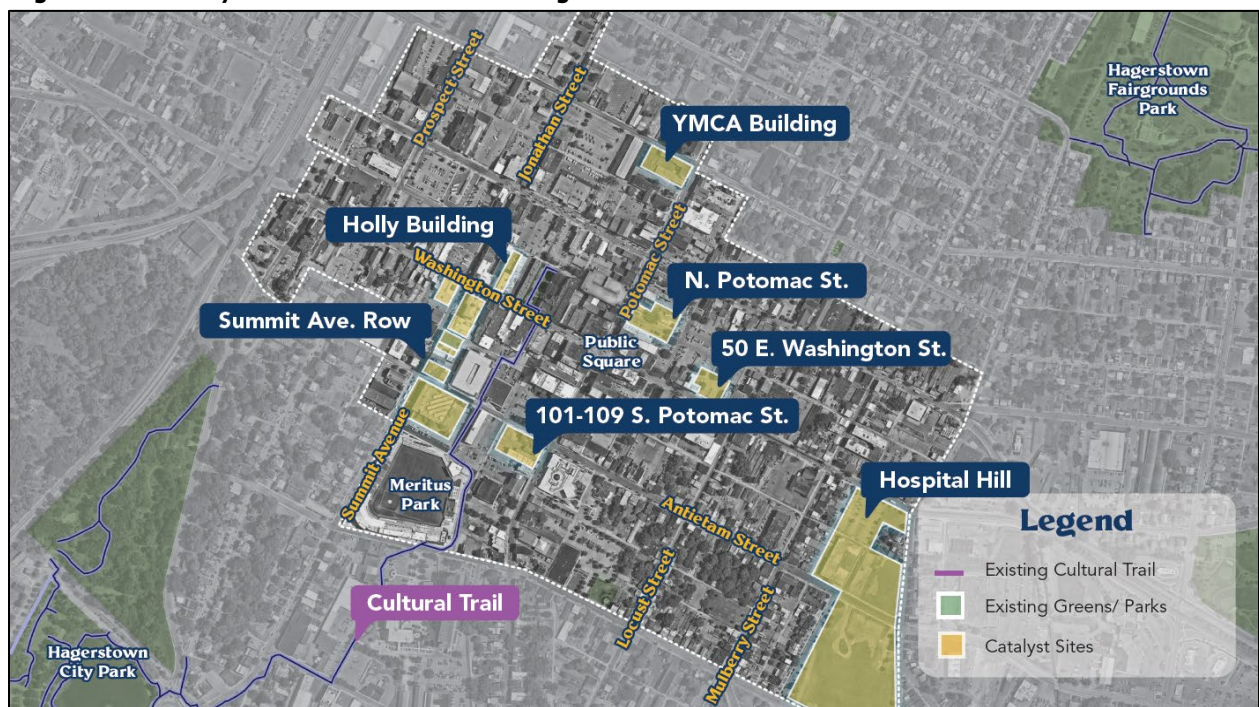 Prospect Street
Jonathan Street
Hagerstown
Fairgrounds
Park
YMCA Building
Holly Building
Washington Street
Potomac Street
N. Potomac St.
Summit Ave. Row
Public
Square
50 E. Washington St.
101-109 S. Potomac St.
Summit Avenue
Meritus
Park
Hospital Hill
Antietam Street
Locust Street
Mulberry Street
Cultural Trail
Hagerstown
City Park
Legend
Existing Cultural Trail
Existing Greens/ Parks
Catalyst Sites